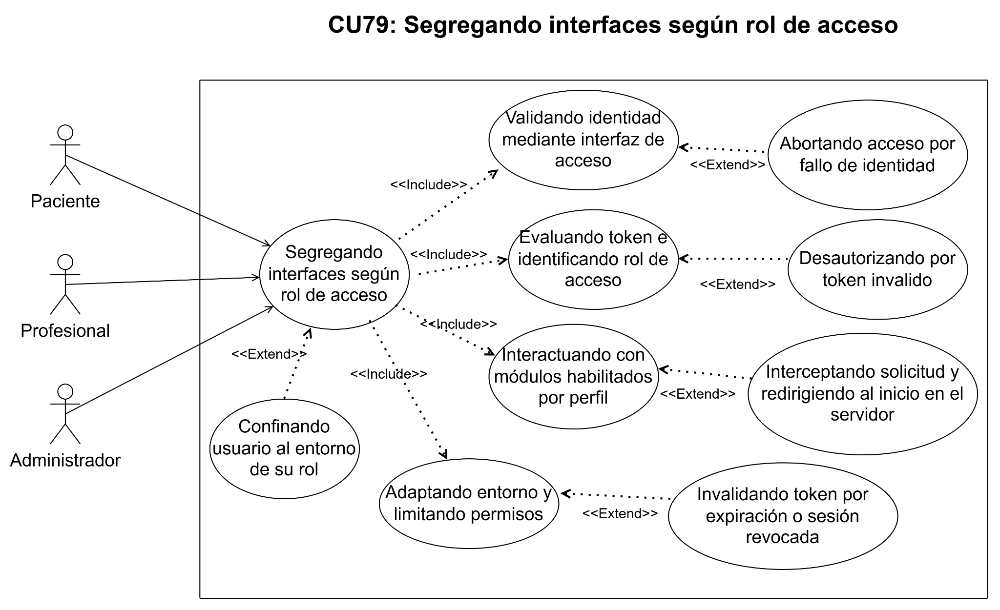 CU79: Segregando interfaces según rol de acceso
Validando identidad
mediante interfaz de
acceso
Abortando acceso por
fallo de identidad
<<Extend>>
<<Include>>
Paciente
Evaluando token e
identificando rol de
acceso
Desautorizando por
token invalido
<<Include>>
<<Extend>>
Segregando
interfaces según
rol de acceso
Profesional
<<Include>>
<<Extend>>
<<Include>>
Interactuando con
módulos habilitados
por perfil
<<Extend>>
Interceptando solicitud y
redirigiendo al inicio en el
servidor
Administrador
Confinando
usuario al entorno
de su rol
Adaptando entorno y
limitando permisos
<<Extend>>
Invalidando token por
expiración o sesión
revocada